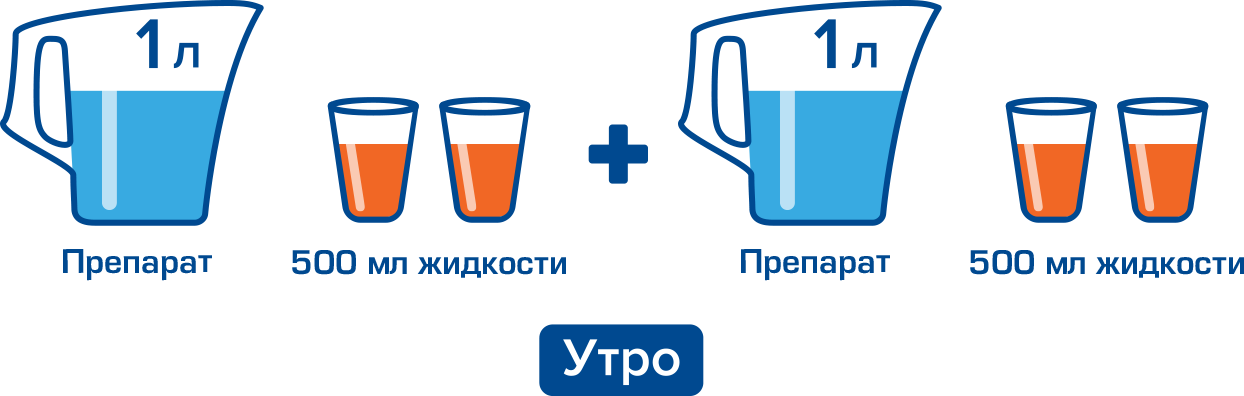 1 л
1 л
Препарат
500 мл жидкости
Препарат
500 мл жидкости
Утро